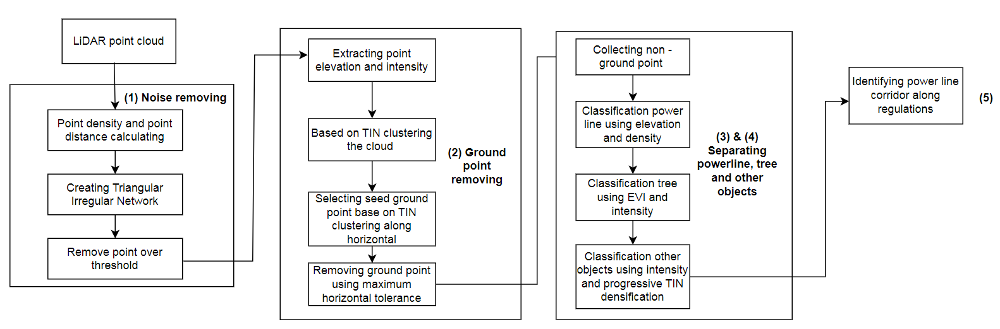 LiDAR point cloud
(1) Noise removing
Point density and point
distance calculating
Creating Triangular
Irregular Network
Remove point over
threshold
Extracting point
elevation and intensity
Based on TIN clustering
the cloud
(2) Ground
point
removing
Selecting seed ground
point base on TIN
clustering along
horizontal
Removing ground point
using maximum
horizontal tolerance
Collecting non -
ground point
Classification power
line using elevation
and density
(3) & (4)
Separating
powerline, tree
and other
objects
Classification tree
using EVI and
intensity
Classification other
objects using intensity
and progressive TIN
densification
Identifying power line
corridor along
regulations
(5)